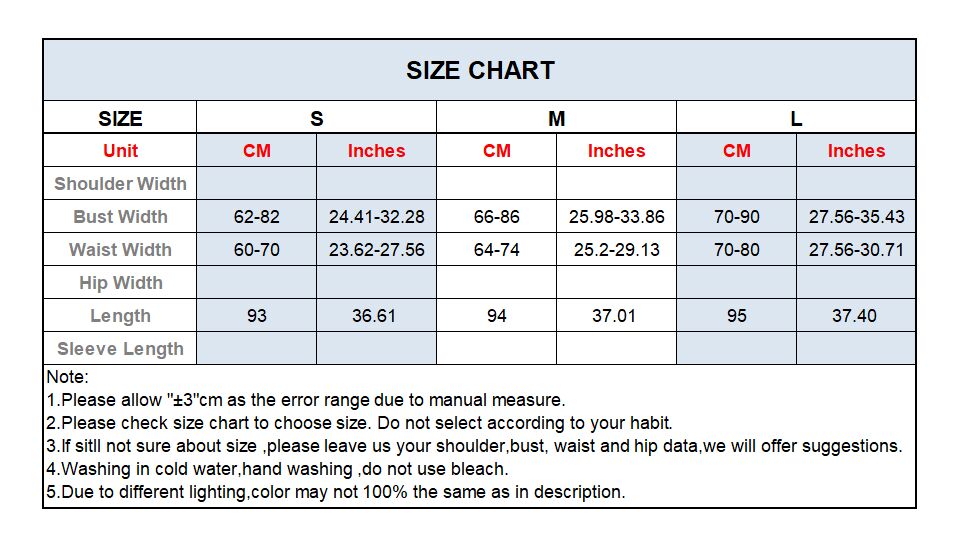 SIZE CHART
SIZE S M L
Unit CM Inches CM Inches CM Inches
Shoulder Width
Bust Width 62-82 24.41-32.28 66-86 25.98-33.86 70-90 27.56-35.43
Waist Width 60-70 23.62-27.56 64-74 25.2-29.13 70-80 27.56-30.71
Hip Width
Length 93 36.61 94 37.01 95 37.40
Sleeve Length
Note:
1.Please allow "±3"cm as the error range due to manual measure.
2.Please check size chart to choose size. Do not select according to your habit.
3.If sitll not sure about size ,please leave us your shoulder,bust, waist and hip data,we will offer suggestions.
4.Washing in cold water,hand washing ,do not use bleach.
5.Due to different lighting,color may not 100% the same as in description.